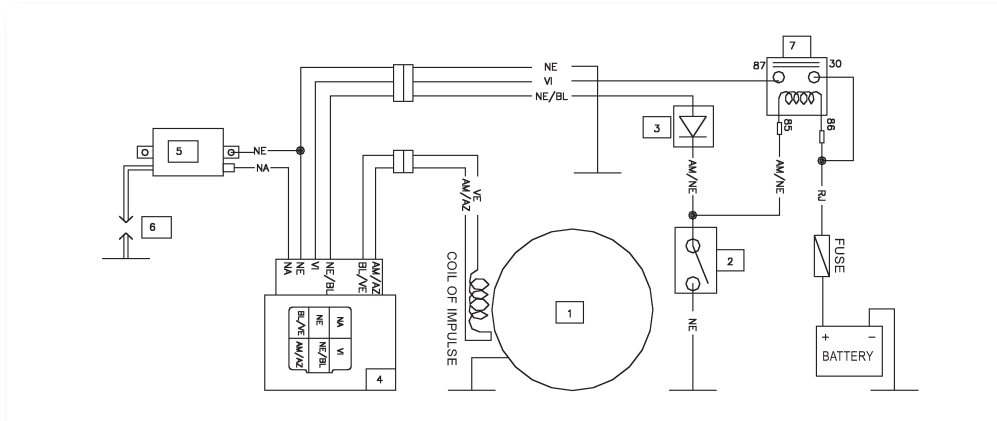 7
87
30
NE
VI
NE/BL
3
85
86
5
NE
NA
VE
AM/AZ
AM/NE
AM/NE
RJ
6
COIL OF IMPULSE
2
FUSE
NA
NE
VI
NE/BL
BL/VE
AM/AZ
1
NE
BL/VE
NE
NA
AM/AZ
NE/BL
VI
4
+ −
BATTERY